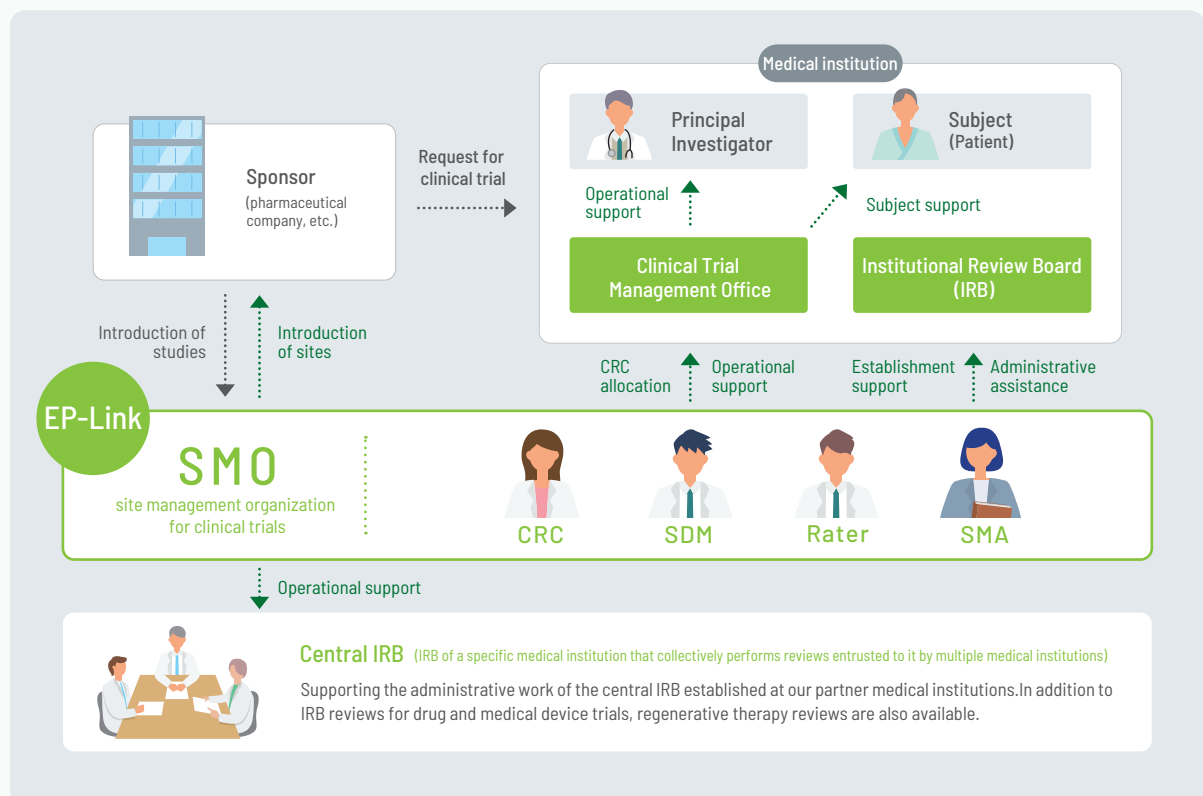 Medical institution
Principal
Investigator
Subject
(Patient)
Sponsor
(pharmaceutical
company, etc.)
Request for
clinical trial
Operational
support
Subject support
Clinical Trial
Management Office
Institutional Review Board
(IRB)
Introduction of
studies
Introduction
of sites
CRC
allocation
Operational
support
Establishment
support
Administrative
assistance
EP-Link
SMO
site management organization
for clinical trials
CRC
SDM
Rater
SMA
Operational support
Central IRB (IRB of a specific medical institution that collectively performs reviews entrusted to it by multiple medical institutions)
Supporting the administrative work of the central IRB established at our partner medical institutions.In addition to
IRB reviews for drug and medical device trials, regenerative therapy reviews are also available.